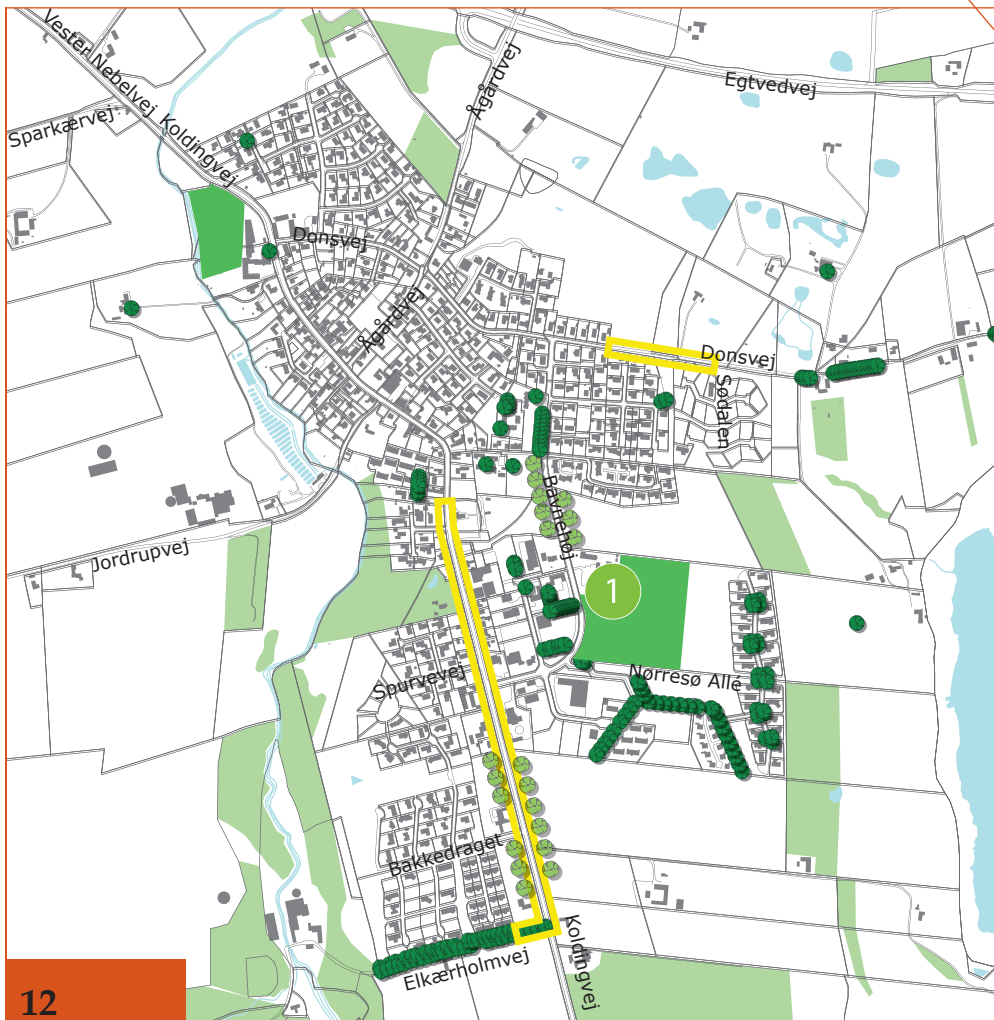 Vester Nebelvej
Ågårdvej
Egtvedvej
Sparkærvej
Koldingvej
Donsvej
Ågårdvej
Donsvej
Sødalen
Bavnehøj
Jordrupvej
1
Nørresø Allé
Spurvevej
Bakkedraget
Koldingvej
Elkærholmvej
12